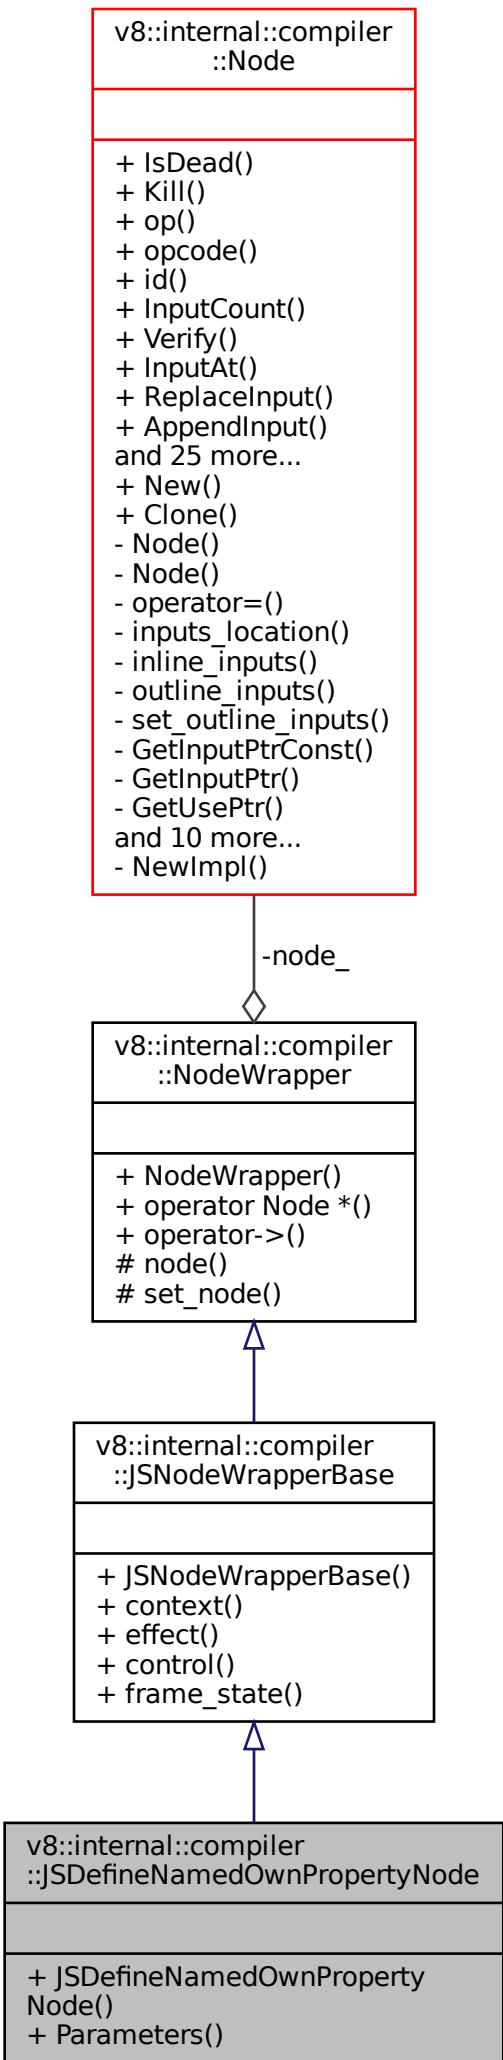 v8::internal::compiler
::Node
+ IsDead()
+ Kill()
+ op()
+ opcode()
+ id()
+ InputCount()
+ Verify()
+ InputAt()
+ ReplaceInput()
+ AppendInput()
and 25 more...
+ New()
+ Clone()
- Node()
- Node()
- operator=()
- inputs_location()
- inline_inputs()
- outline_inputs()
- set_outline_inputs()
- GetInputPtrConst()
- GetInputPtr()
- GetUsePtr()
and 10 more...
- NewImpl()
-node_
v8::internal::compiler
::NodeWrapper
+ NodeWrapper()
+ operator Node *()
+ operator->()
# node()
# set_node()
v8::internal::compiler
::JSNodeWrapperBase
+ JSNodeWrapperBase()
+ context()
+ effect()
+ control()
+ frame_state()
v8::internal::compiler
::JSDefineNamedOwnPropertyNode
+ JSDefineNamedOwnProperty
Node()
+ Parameters()